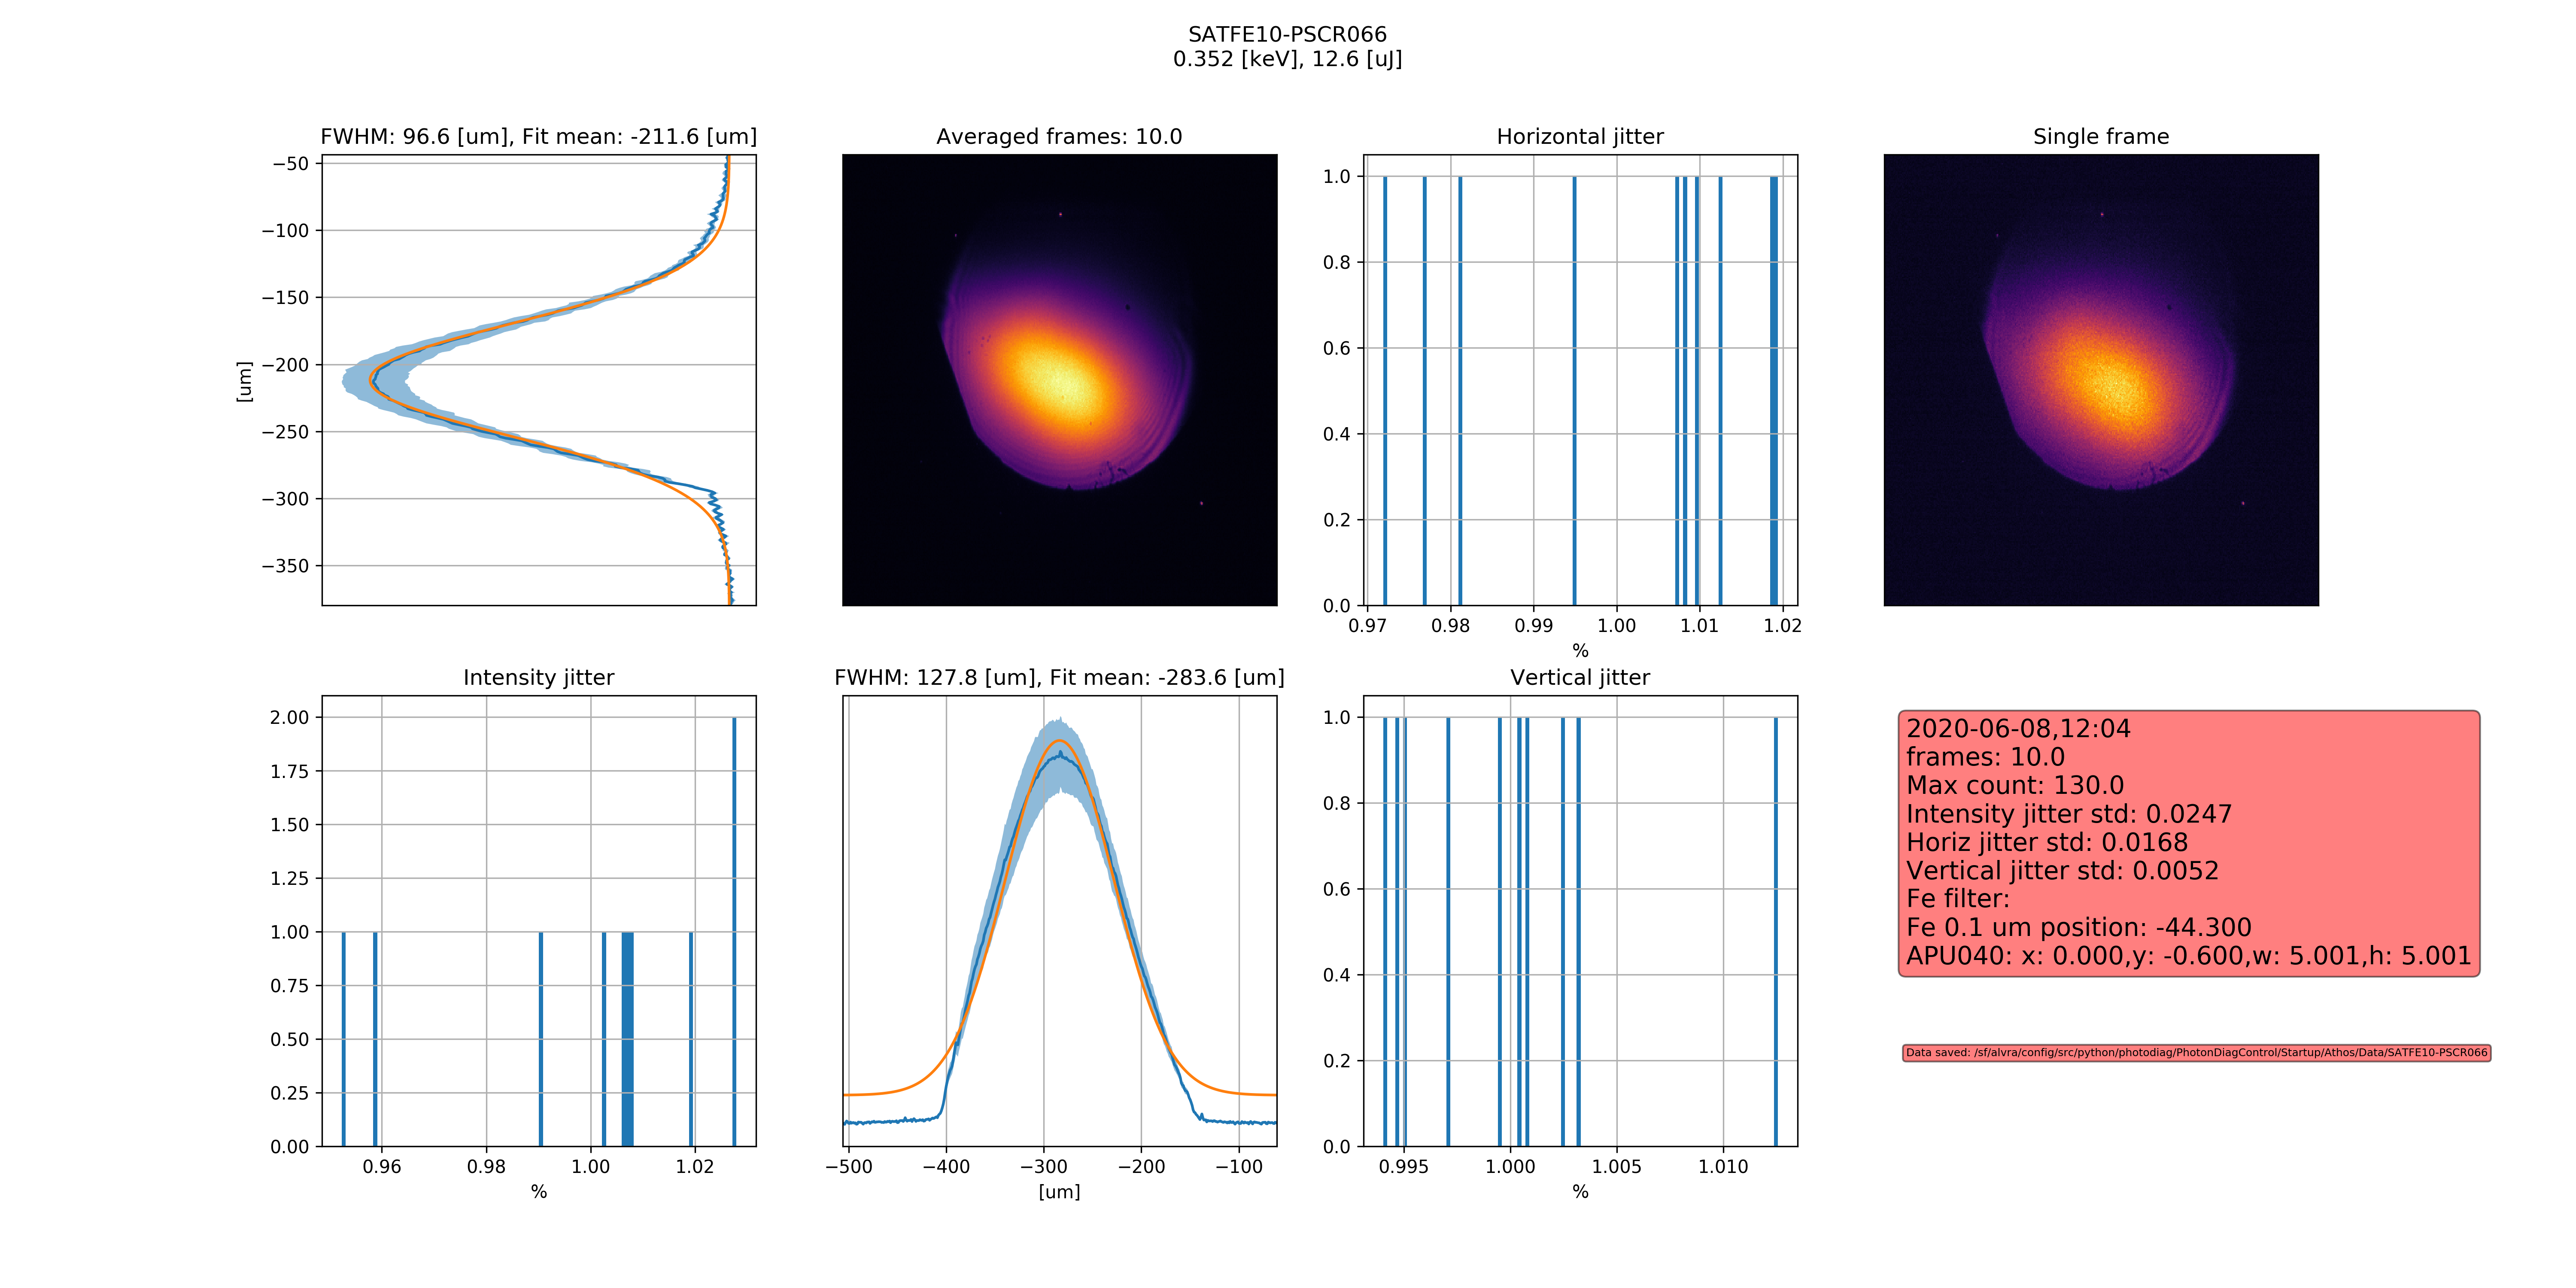 SATFE10-PSCR066
0.352 [keV], 12.6 [uJ]
FWHM: 96.6 [um], Fit mean: -211.6 [um]
−50
−100
−150
−200
−250
−300
−350
[um]
Averaged frames: 10.0
Horizontal jitter
1.0
0.8
0.6
0.4
0.2
0.0
0.97 0.98 0.99 1.00 1.01 1.02
%
Single frame
Intensity jitter
2.00
1.75
1.50
1.25
1.00
0.75
0.50
0.25
0.00
0.96 0.98 1.00 1.02
%
FWHM: 127.8 [um], Fit mean: -283.6 [um]
−500 −400 −300 −200 −100
[um]
Vertical jitter
1.0
0.8
0.6
0.4
0.2
0.0
0.995 1.000 1.005 1.010
%
2020-06-08,12:04
frames: 10.0
Max count: 130.0
Intensity jitter std: 0.0247
Horiz jitter std: 0.0168
Vertical jitter std: 0.0052
Fe filter:
Fe 0.1 um position: -44.300
APU040: x: 0.000,y: -0.600,w: 5.001,h: 5.001
Data saved: /sf/alvra/config/src/python/photodiag/PhotonDiagControl/Startup/Athos/Data/SATFE10-PSCR066